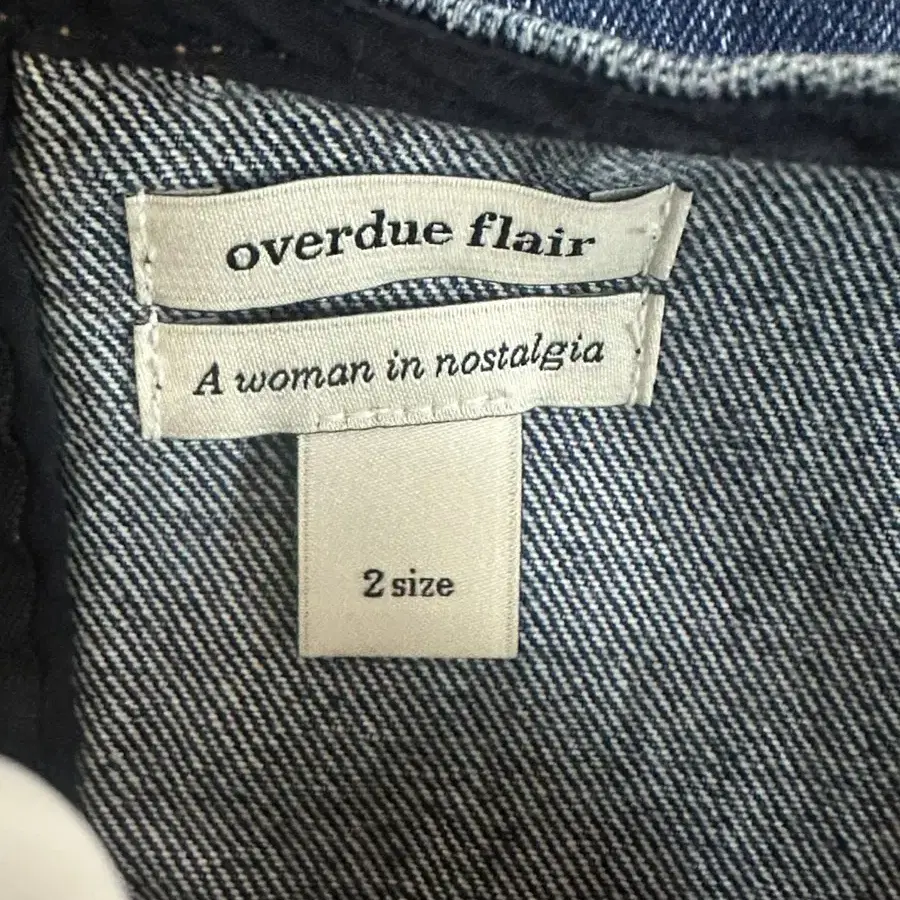 overdue flair
A woman in nostalgia
2 size